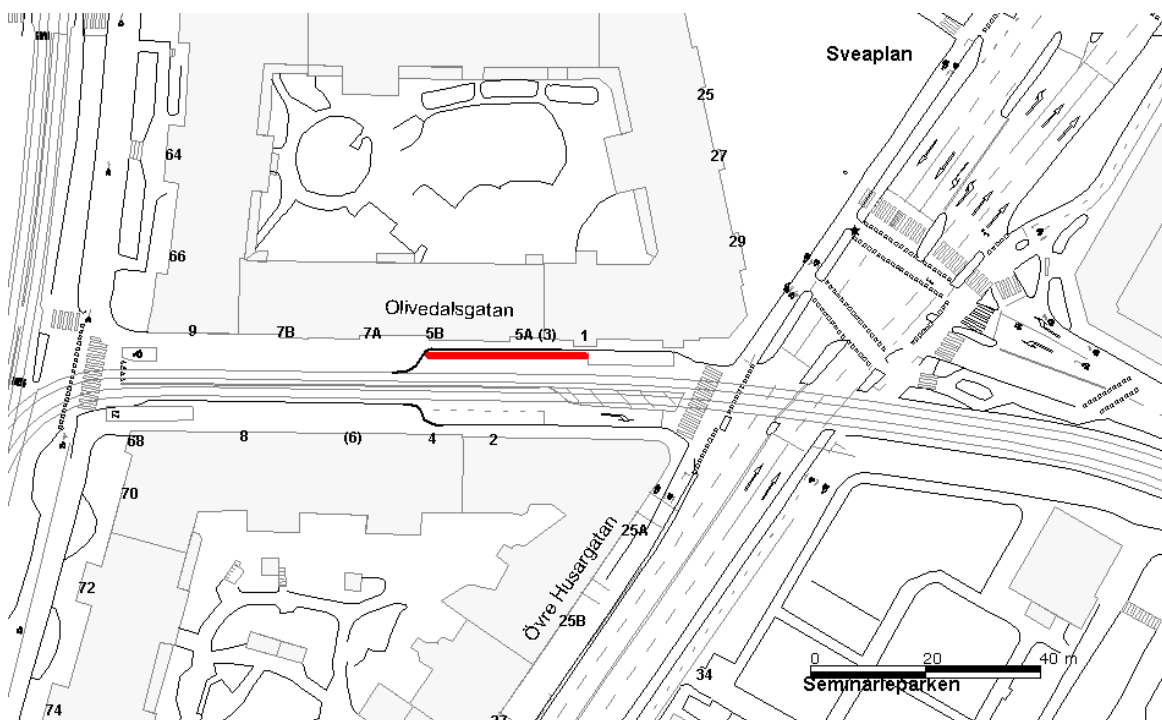 Sveaplan
25
64
27
29
66
Olivedalsgatan
9 7B 7A 5B 5A (3) 1
68 8 (6) 4 2
70
25A
Övre Husargatan
72
25B
0 20 40 m
34
Seminarieparken
74
27